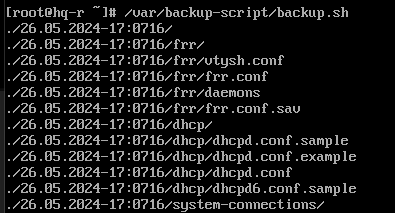 [root@hq-r ~]# /var/backup-script/backup.sh
./26.05.2024-17:0716/
./26.05.2024-17:0716/frr/
./26.05.2024-17:0716/frr/vtysh.conf
./26.05.2024-17:0716/frr/frr.conf
./26.05.2024-17:0716/frr/daemons
./26.05.2024-17:0716/frr/frr.conf.sav
./26.05.2024-17:0716/dhcp/
./26.05.2024-17:0716/dhcp/dhcpd.conf.sample
./26.05.2024-17:0716/dhcp/dhcpd.conf.example
./26.05.2024-17:0716/dhcp/dhcpd.conf
./26.05.2024-17:0716/dhcp/dhcpd6.conf.sample
./26.05.2024-17:0716/system-connections/